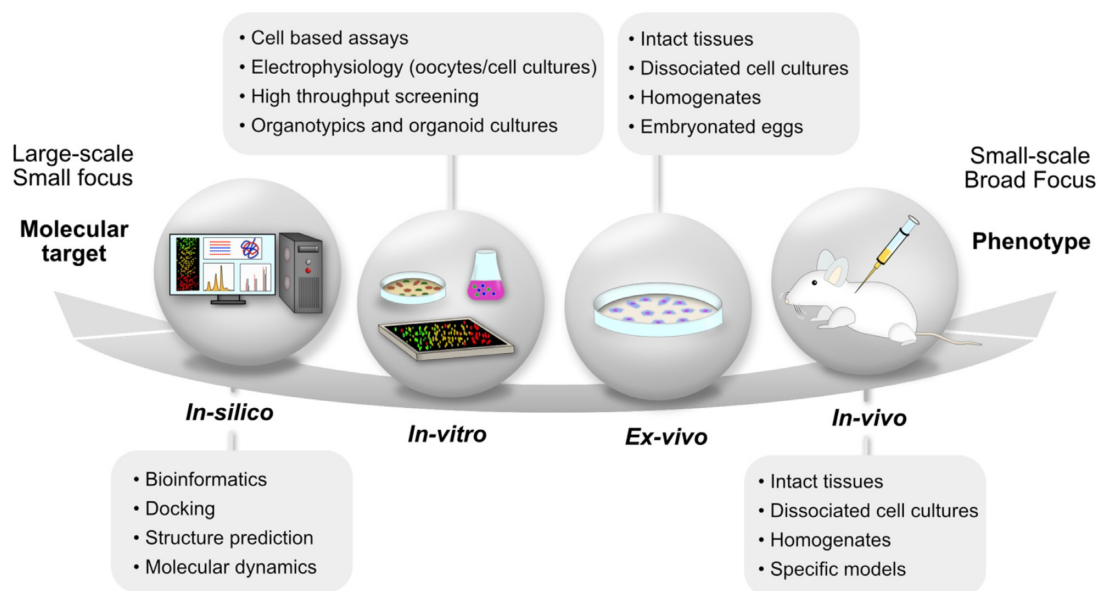 • Cell based assays
• Electrophysiology (oocytes/cell cultures)
• High throughput screening
• Organotypics and organoid cultures
• Intact tissues
• Dissociated cell cultures
• Homogenates
• Embryonated eggs
Large-scale
Small focus
Molecular
target
Small-scale
Broad Focus
Phenotype
In-silico
In-vitro
Ex-vivo
In-vivo
• Bioinformatics
• Docking
• Structure prediction
• Molecular dynamics
• Intact tissues
• Dissociated cell cultures
• Homogenates
• Specific models